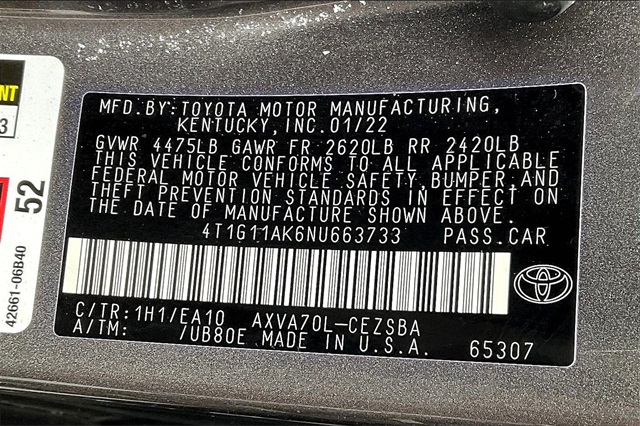 MFD.BY:TOYOTA MOTOR MANUFACTURING,
KENTUCKY,INC.01/22
GVWR 4475LB GAWR FR 2620LB RR 2420LB
THIS VEHICLE CONFORMS TO ALL APPLICABLE
FEDERAL MOTOR VEHICLE SAFETY,BUMPER,AND
THEFT PREVENTION STANDARDS IN EFFECT ON
THE DATE OF MANUFACTURE SHOWN ABOVE.
4T1G11AK6NU663733 PASS.CAR
C/TR:1H1/EA10 AXVA70L-CEZSBA
A/TM: /UB80E MADE IN U.S.A. 65307
52
42661-06B40